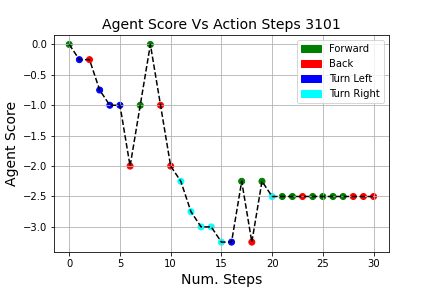 Agent Score Vs Action Steps 3101
Forward
Back
Turn Left
Turn Right
0.0
−0.5
−1.0
−1.5
−2.0
−2.5
−3.0
Agent Score
0 5 10 15 20 25 30
Num. Steps